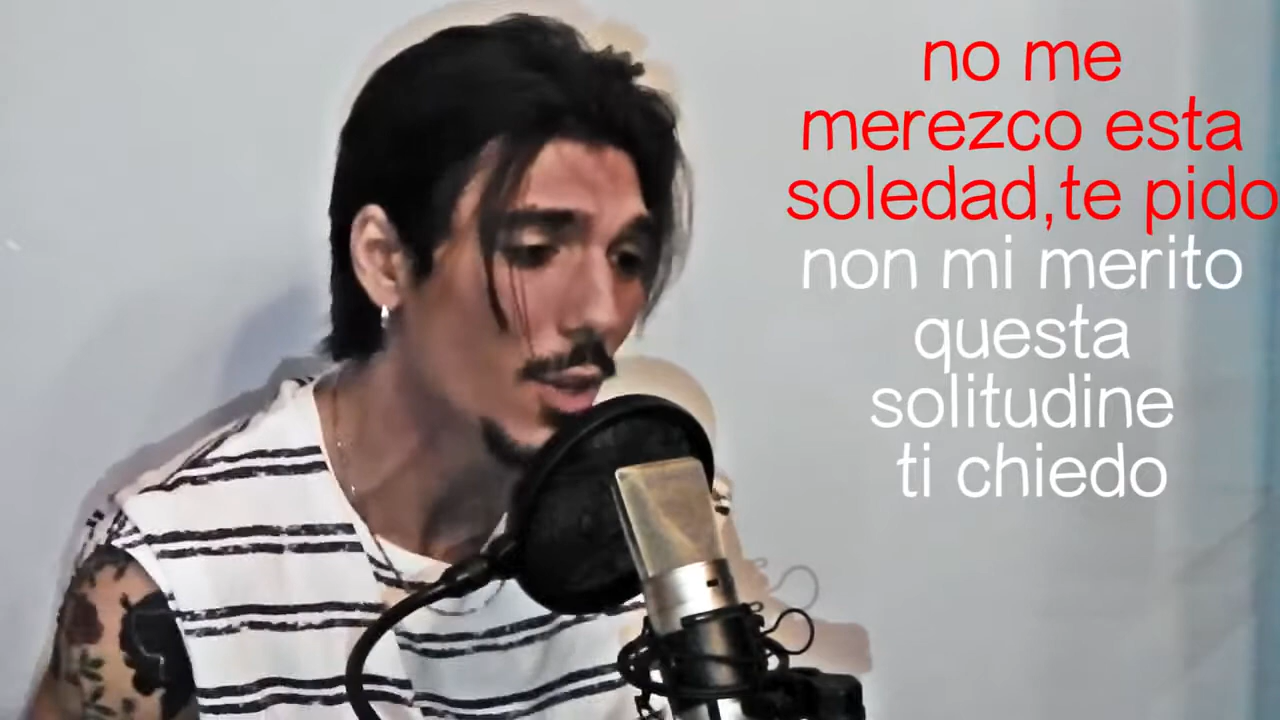 no me
merezco esta
soledad,te pido
non mi merito
questa
solitudine
ti chiedo